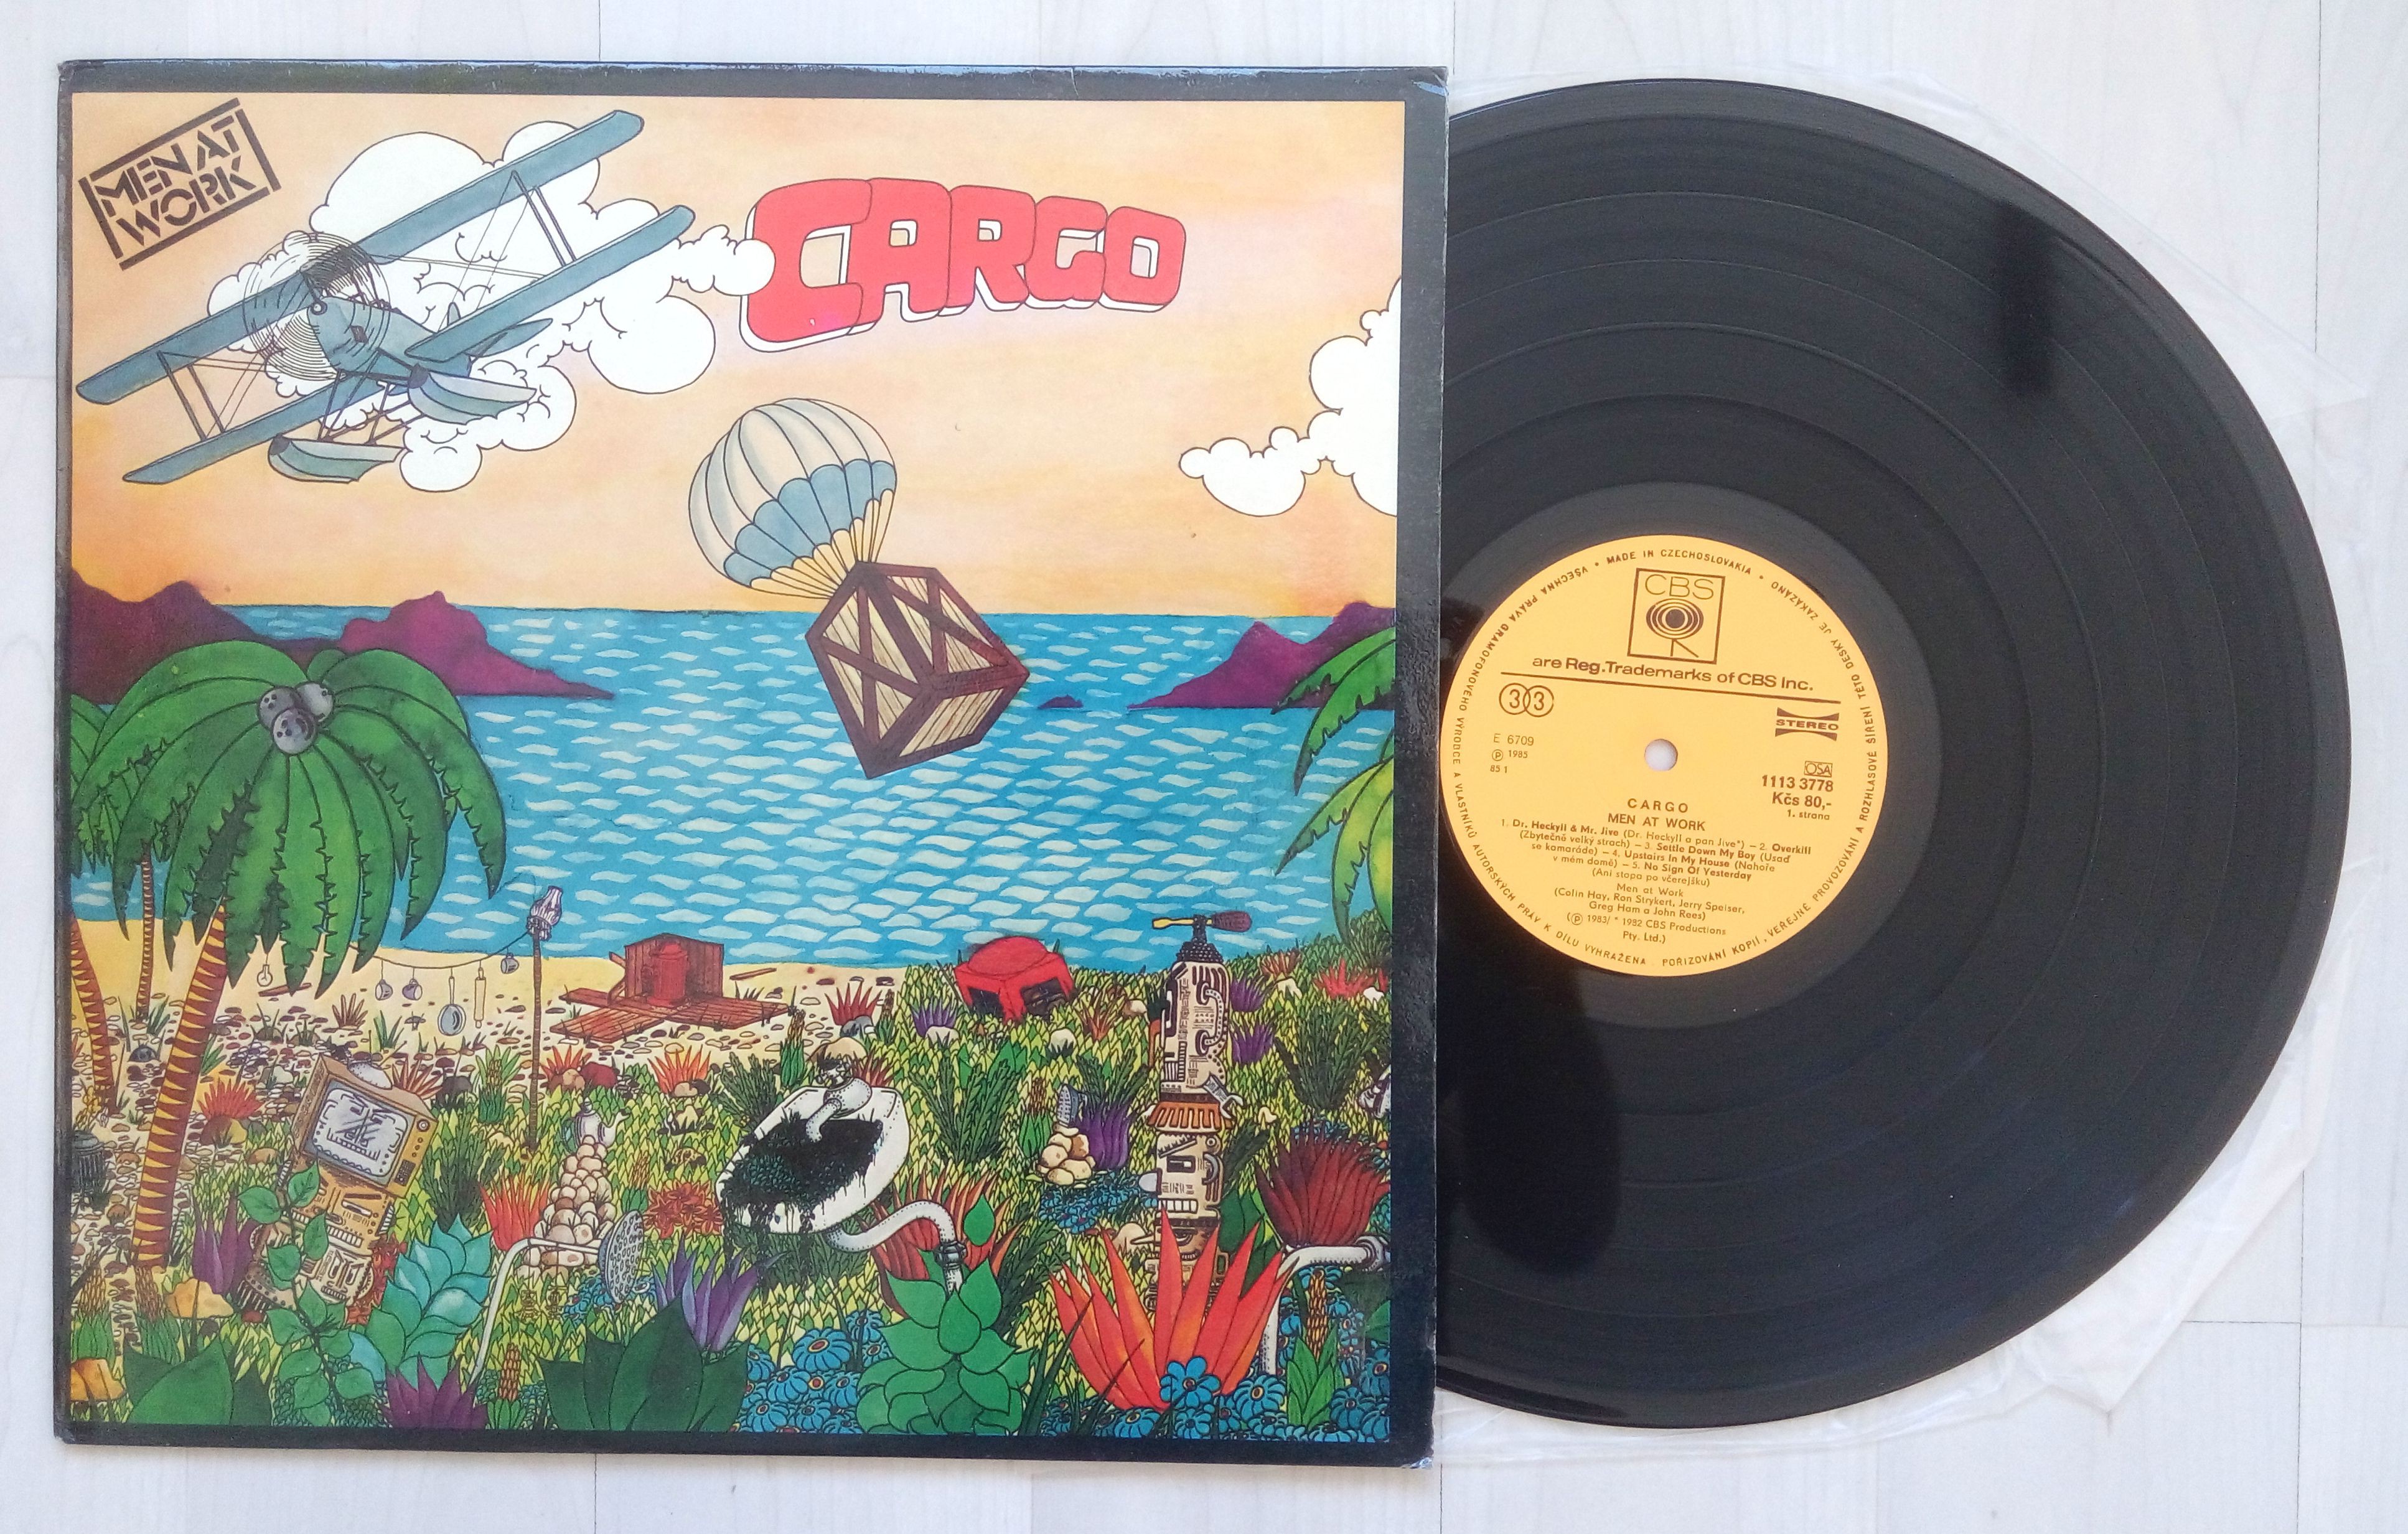 MEN AT
WORK
CARGO
MADE IN CZECHOSLOVAKIA • VŠECHNA PRÁVA GRAMOFONOVÉHO VÝROBCE A VLASTNÍKŮ AUTORSKÝCH PRÁV K DÍLU VYHRAZENA. POŘIZOVÁNÍ KOPIÍ, VEŘEJNÉ PROVOZOVÁNÍ A ROZHLASOVÉ ŠÍŘENÍ TÉTO DESKY JE ZAKÁZÁNO •
CBS
are Reg.Trademarks of CBS Inc.
33
STEREO
E 6709
℗ 1985
85 1
OSA
1113 3778
Kčs 80,-
1. strana
CARGO
MEN AT WORK
1. Dr. Heckyll & Mr. Jive (Dr. Heckyll a pan Jive*) – 2. Overkill
(Zbytečně velký strach) – 3. Settle Down My Boy (Usaď
se kamaráde) – 4. Upstairs In My House (Nahoře
v mém domě) – 5. No Sign Of Yesterday
(Ani stopa po včerejšku)
Men at Work
(Colin Hay, Ron Strykert, Jerry Speiser,
Greg Ham a John Rees)
(℗ 1983/ * 1982 CBS Productions
Pty. Ltd.)